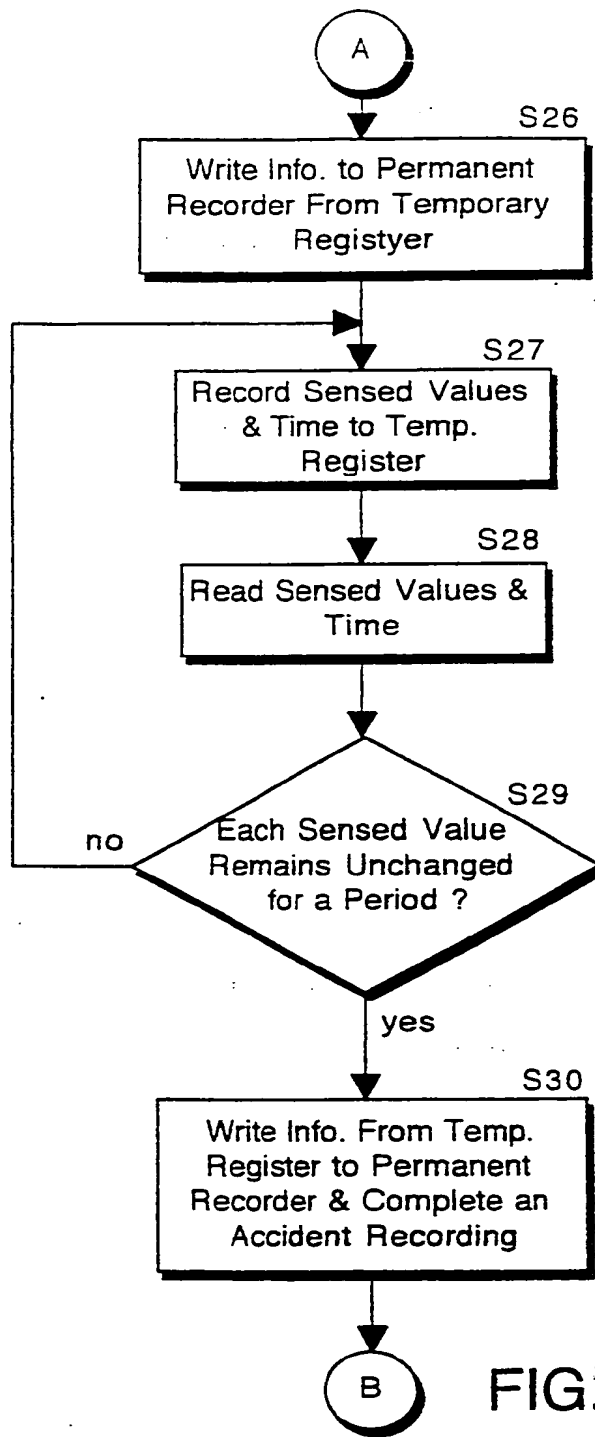 A
S26
Write Info. to Permanent
Recorder From Temporary
Registyer
S27
Record Sensed Values
& Time to Temp.
Register
S28
Read Sensed Values &
Time
S29
Each Sensed Value
Remains Unchanged
for a Period ?
no
yes
S30
Write Info. From Temp.
Register to Permanent
Recorder & Complete an
Accident Recording
B
FIG.